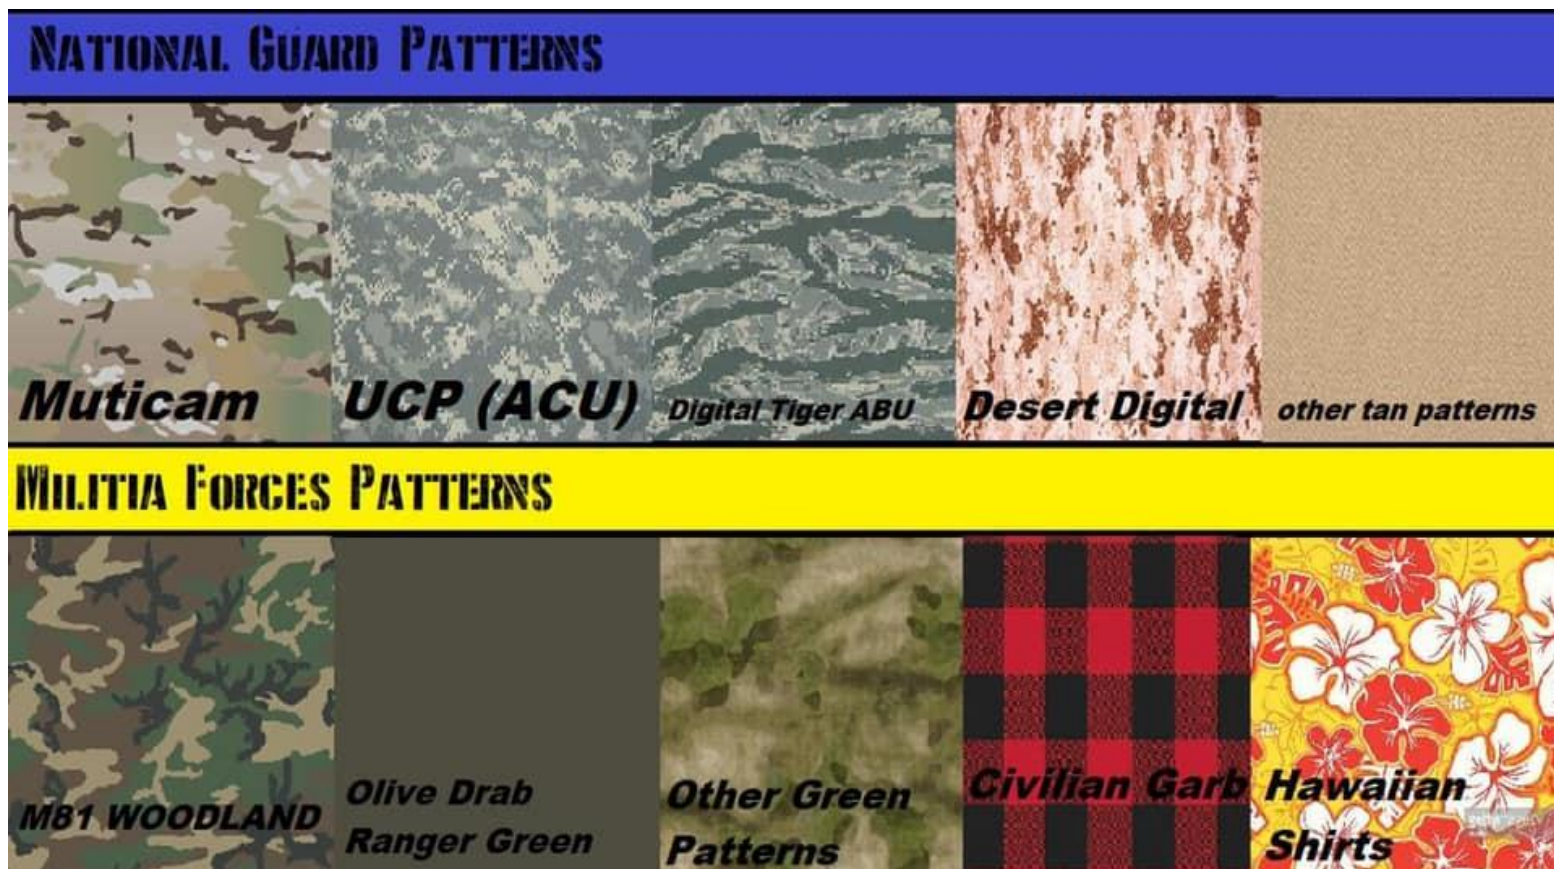 National Guard Patterns
Muticam
UCP (ACU)
Digital Tiger ABU
Desert Digital
other tan patterns
Militia Forces Patterns
M81 WOODLAND
Olive Drab
Ranger Green
Other Green
Patterns
Civilian Garb
Hawaiian
Shirts